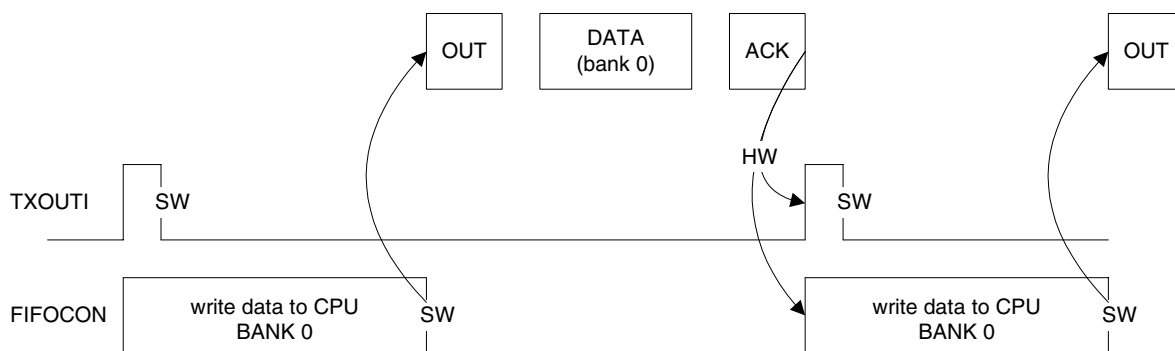 OUT
DATA
(bank 0)
ACK
OUT
HW
TXOUTI
SW
SW
FIFOCON
write data to CPU
BANK 0
SW
write data to CPU
BANK 0
SW